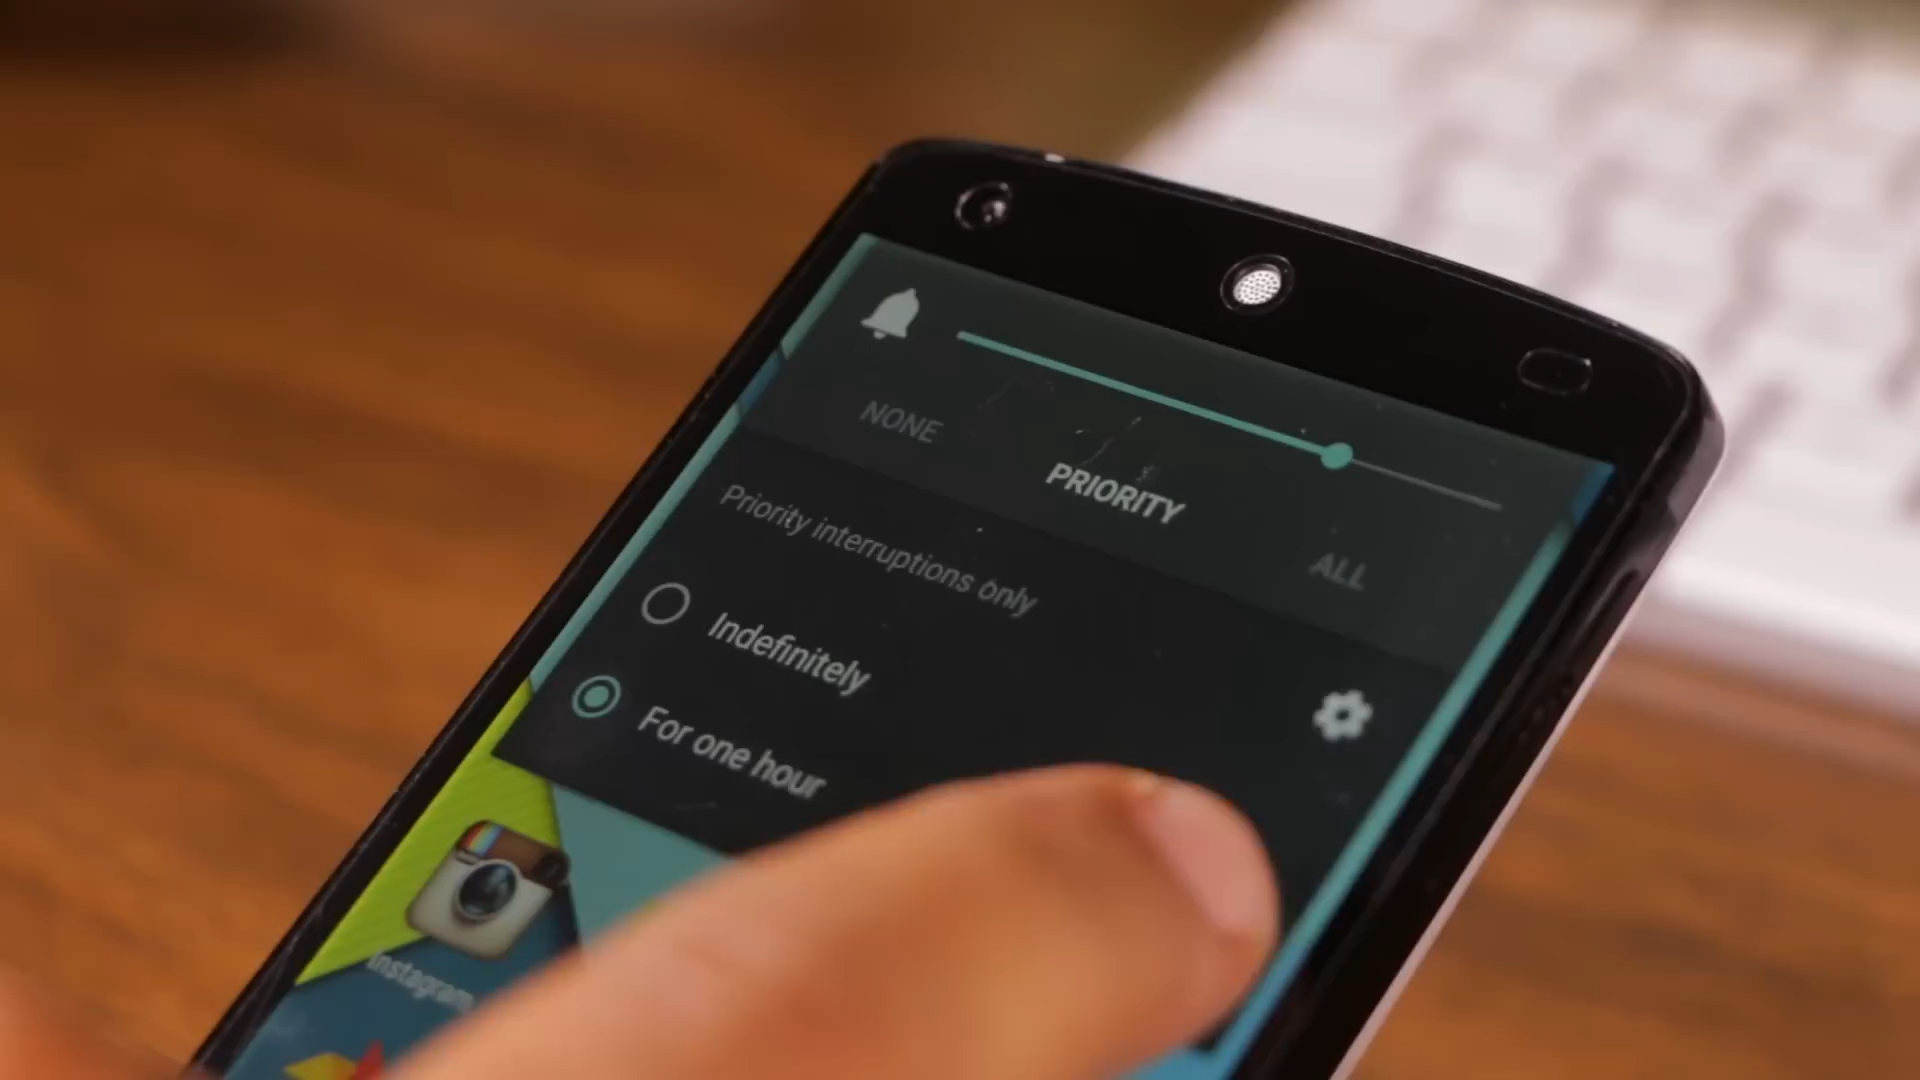 NONE
PRIORITY
ALL
Priority interruptions only
Indefinitely
For one hour
Instagram